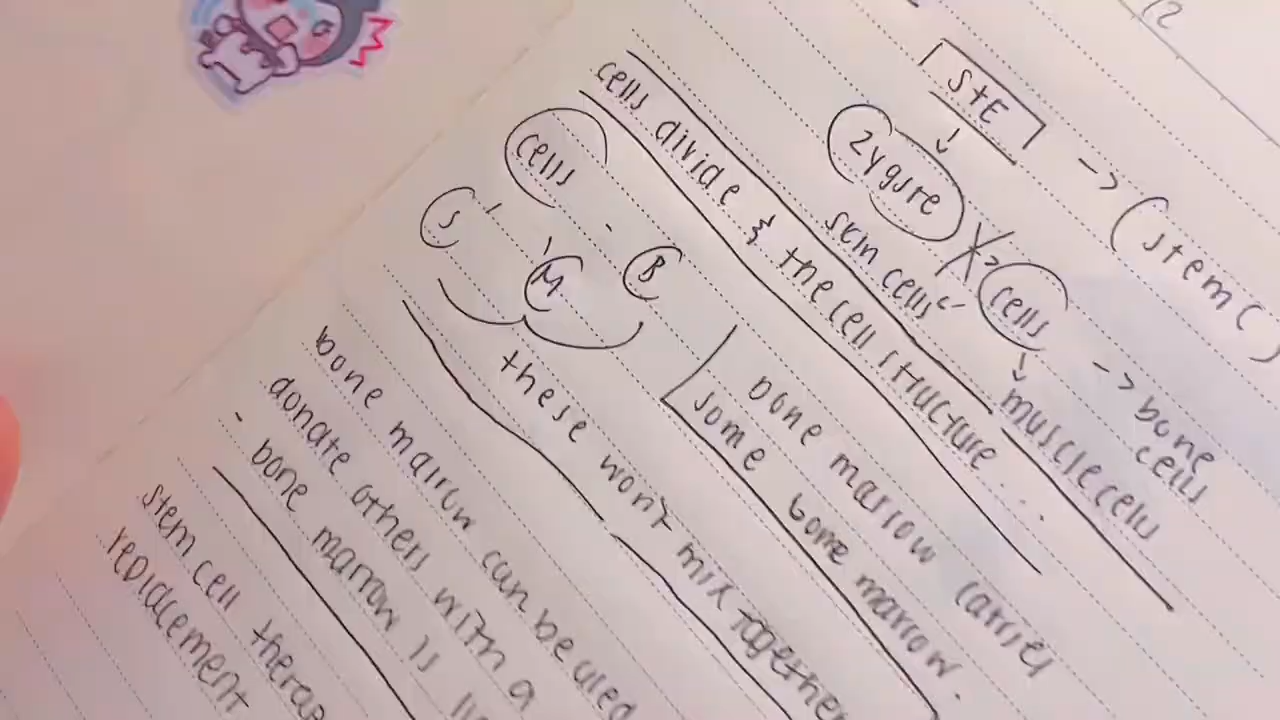 STE
-> (stem c
zygote
-> cells
-> bone cells
skin cells
muscle cells
cells divide & the cell structure...
cells
S
M
B
bone marrow carries
some bone marrow.
these won't mix together
bone marrow can be used
donate others with a
- bone marrow is
stem cell therap
replacement